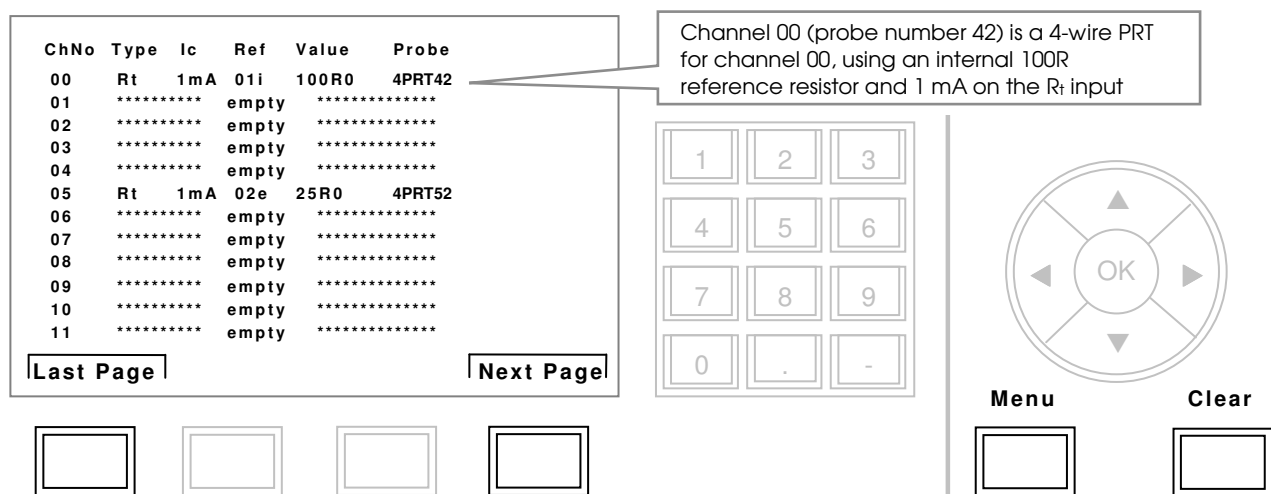 ChNo Type Ic Ref Value Probe
00 Rt 1mA 01i 100R0 4PRT42
01 ********** empty **************
02 ********** empty **************
03 ********** empty **************
04 ********** empty **************
05 Rt 1mA 02e 25R0 4PRT52
06 ********** empty **************
07 ********** empty **************
08 ********** empty **************
09 ********** empty **************
10 ********** empty **************
11 ********** empty **************
Last Page Next Page
Channel 00 (probe number 42) is a 4-wire PRT
for channel 00, using an internal 100R
reference resistor and 1 mA on the Rt input
1 2 3
4 5 6
7 8 9
0 . -
OK
Menu Clear